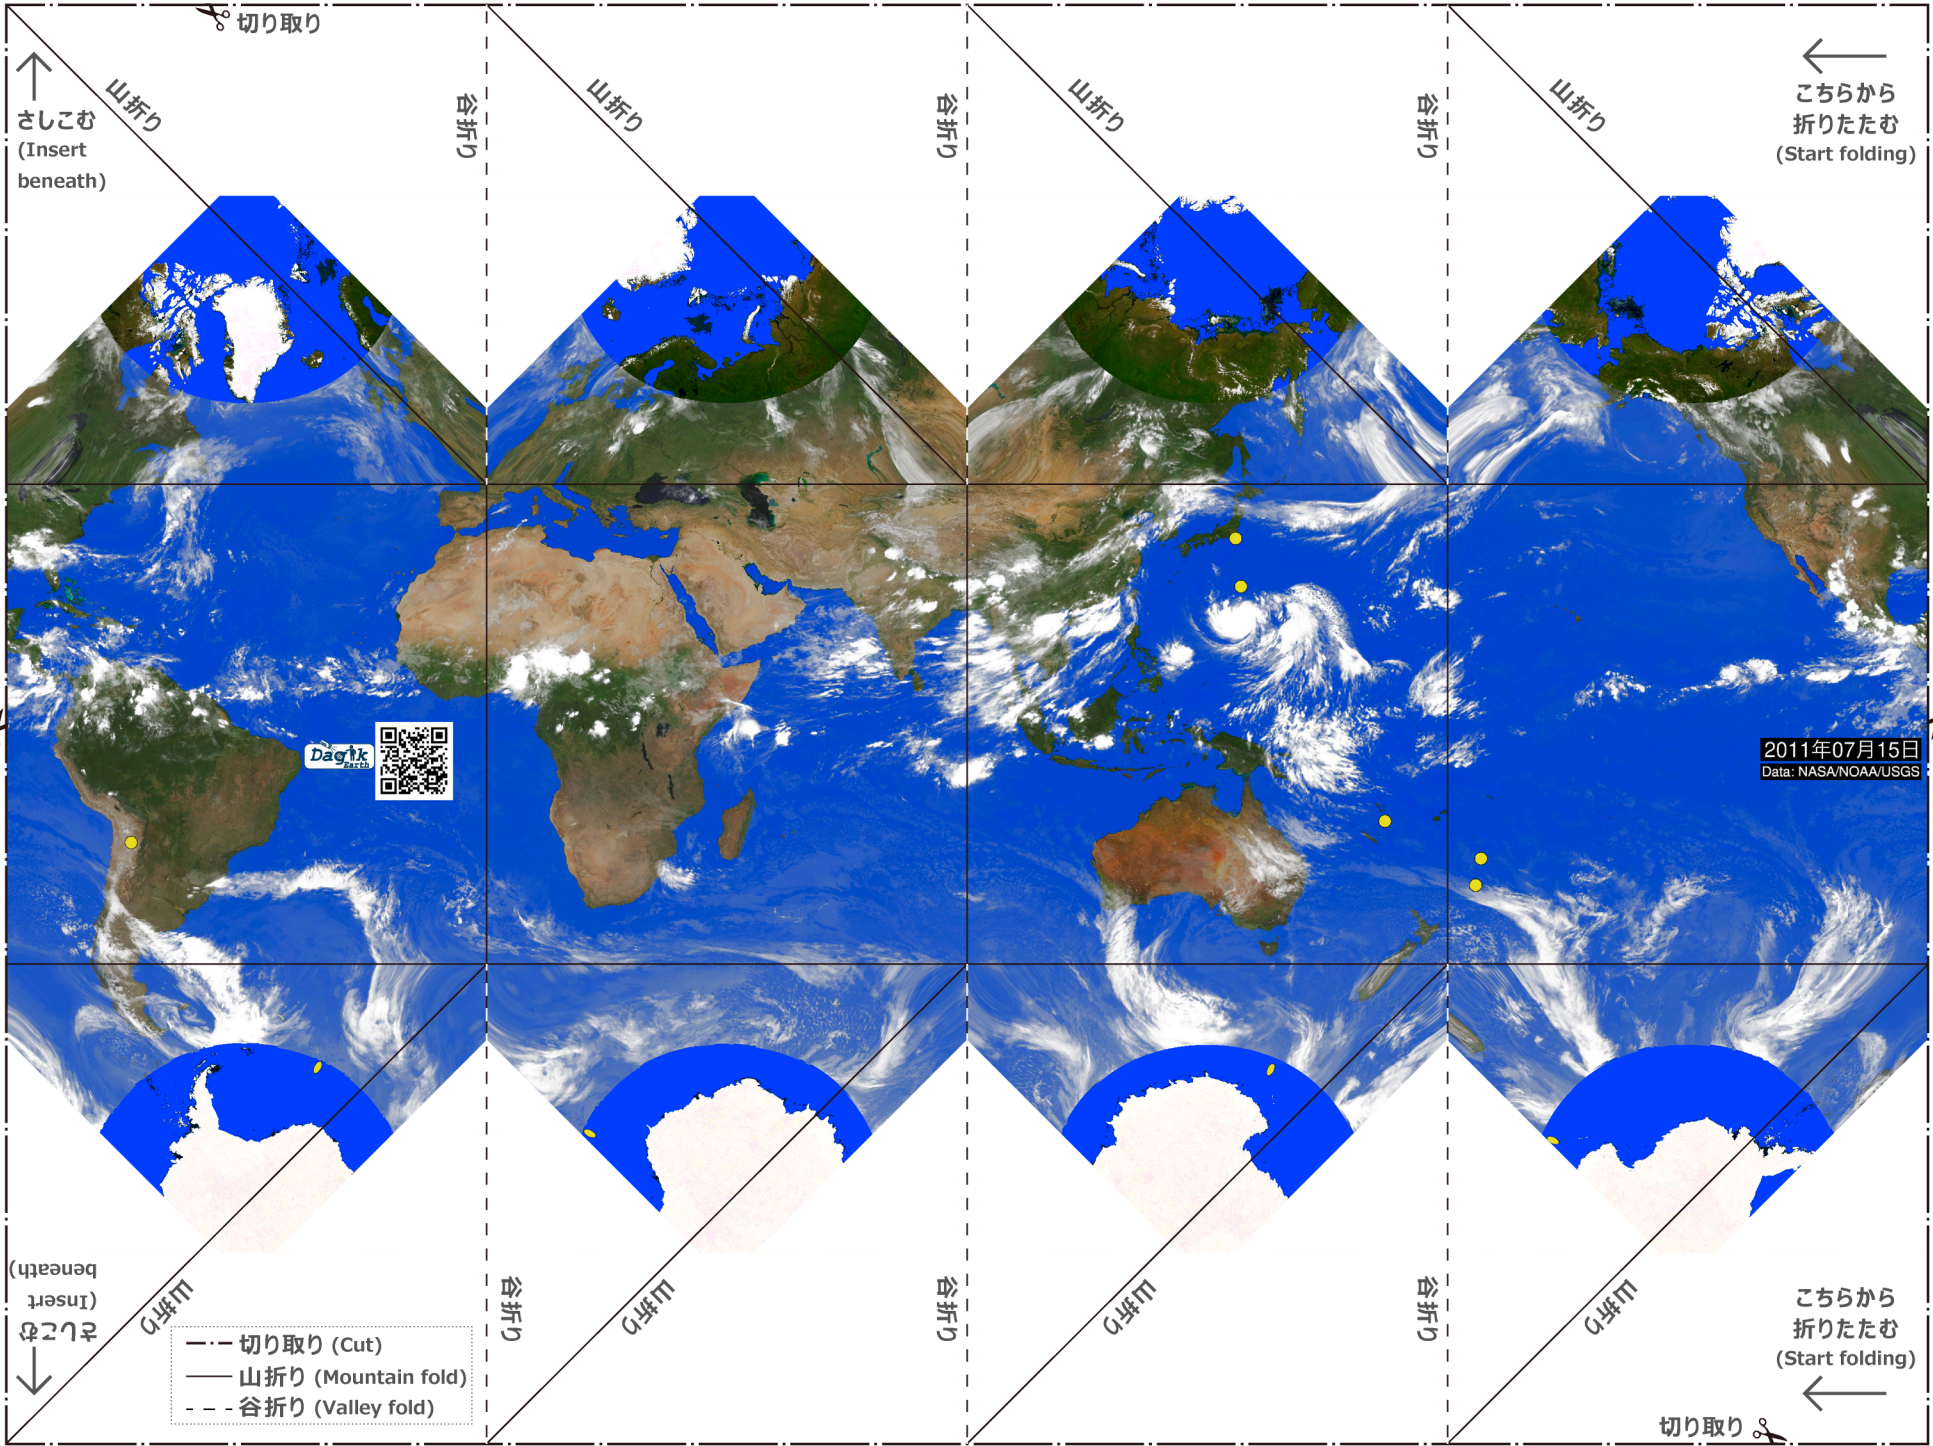 切り取り
山折り
谷折り
山折り
谷折り
山折り
谷折り
山折り
さしこむ
(Insert
beneath)
こちらから
折りたたむ
(Start folding)
Dagik
Earth
2011年07月15日
Data: NASA/NOAA/USGS
さしこむ
(Insert
beneath)
山折り
谷折り
山折り
谷折り
山折り
谷折り
山折り
こちらから
折りたたむ
(Start folding)
切り取り (Cut)
山折り (Mountain fold)
谷折り (Valley fold)
切り取り